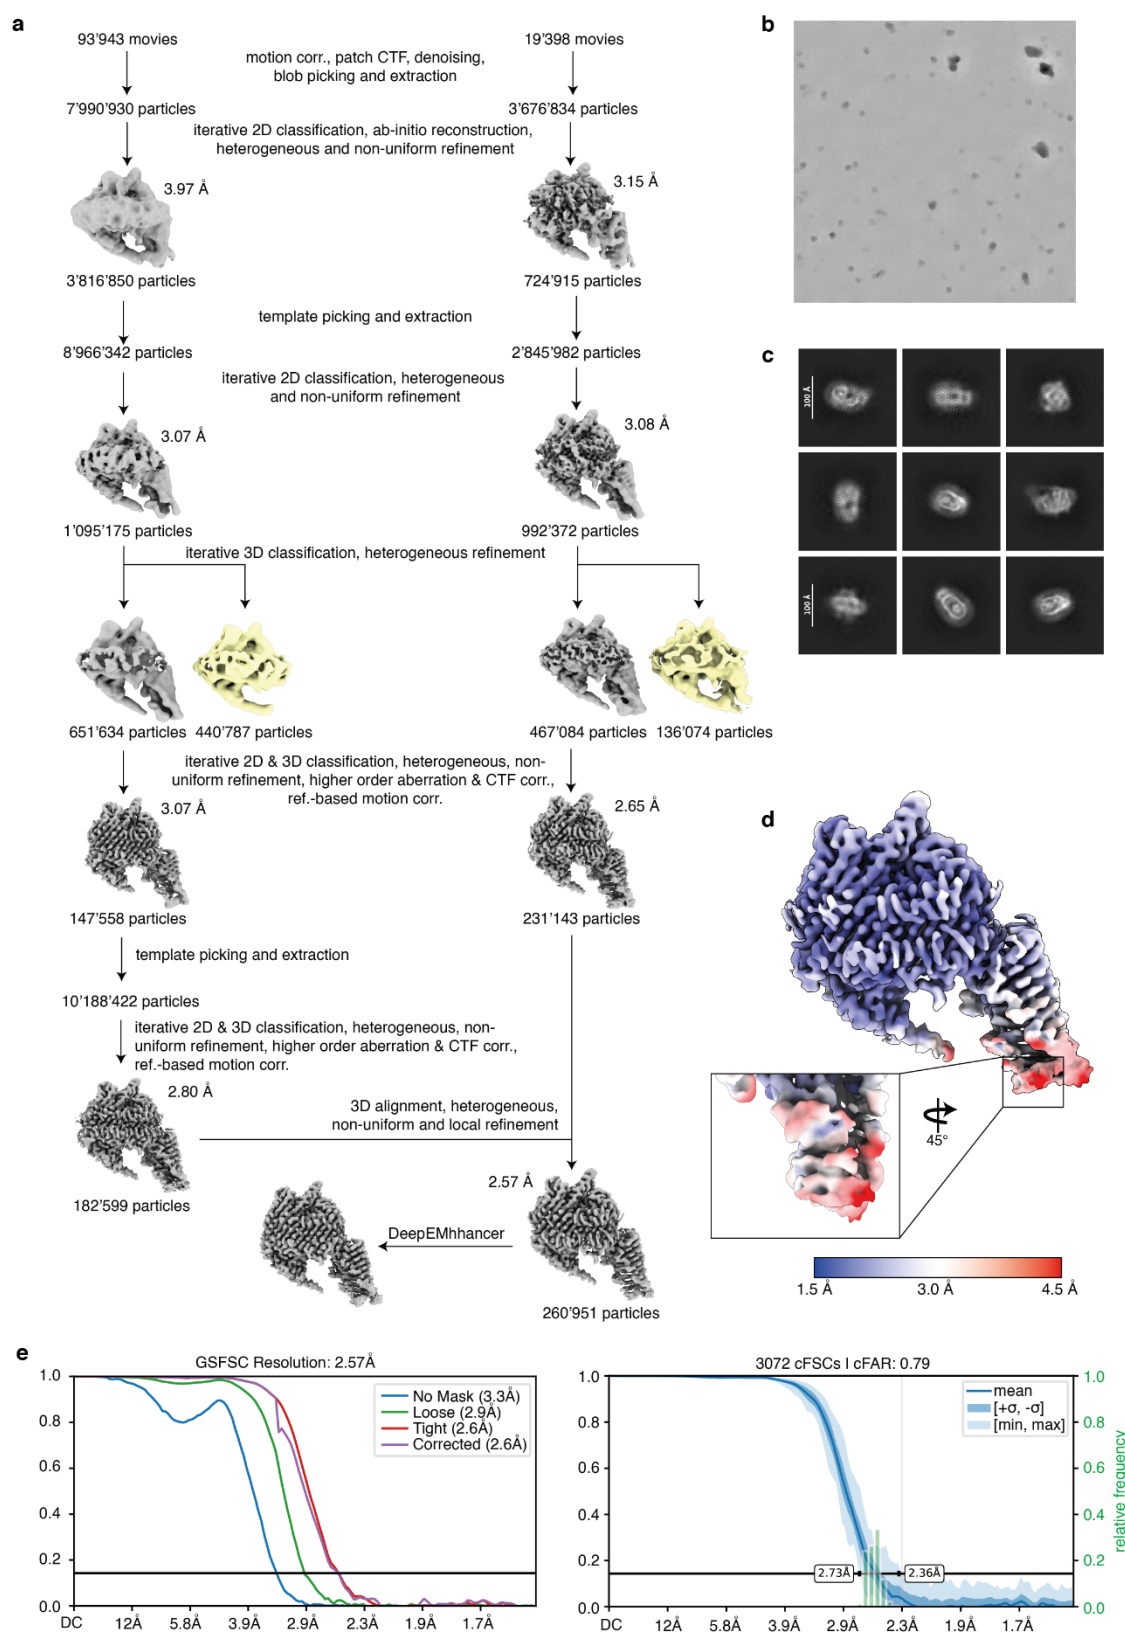 a
93'943 movies
19'398 movies
motion corr., patch CTF, denoising,
blob picking and extraction
7'990'930 particles
3'676'834 particles
iterative 2D classification, ab-initio reconstruction,
heterogeneous and non-uniform refinement
3.97 Å
3.15 Å
3'816'850 particles
724'915 particles
template picking and extraction
8'966'342 particles
2'845'982 particles
iterative 2D classification, heterogeneous
and non-uniform refinement
3.07 Å
3.08 Å
1'095'175 particles
992'372 particles
iterative 3D classification, heterogeneous refinement
651'634 particles
440'787 particles
467'084 particles
136'074 particles
iterative 2D & 3D classification, heterogeneous, non-
uniform refinement, higher order aberration & CTF corr.,
ref.-based motion corr.
3.07 Å
2.65 Å
147'558 particles
231'143 particles
template picking and extraction
10'188'422 particles
iterative 2D & 3D classification, heterogeneous, non-
uniform refinement, higher order aberration & CTF corr.,
ref.-based motion corr.
2.80 Å
3D alignment, heterogeneous,
non-uniform and local refinement
182'599 particles
2.57 Å
DeepEMhhancer
260'951 particles
b
c
100 Å
100 Å
d
45°
1.5 Å
3.0 Å
4.5 Å
e
GSFSC Resolution: 2.57Å
1.0
0.8
0.6
0.4
0.2
0.0
No Mask (3.3Å)
Loose (2.9Å)
Tight (2.6Å)
Corrected (2.6Å)
DC
12Å
5.8Å
3.9Å
2.9Å
2.3Å
1.9Å
1.7Å
3072 cFSCs I cFAR: 0.79
1.0
0.8
0.6
0.4
0.2
0.0
mean
[+σ, -σ]
[min, max]
2.73Å
2.36Å
1.0
0.8
0.6
0.4
0.2
0.0
relative frequency
DC
12Å
5.8Å
3.9Å
2.9Å
2.3Å
1.9Å
1.7Å